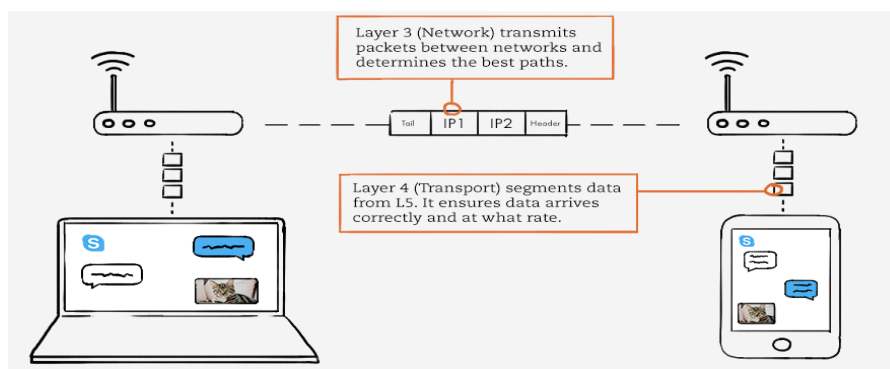 Layer 3 (Network) transmits
packets between networks and
determines the best paths.
Tail IP1 IP2 Header
Layer 4 (Transport) segments data
from L5. It ensures data arrives
correctly and at what rate.
S
S